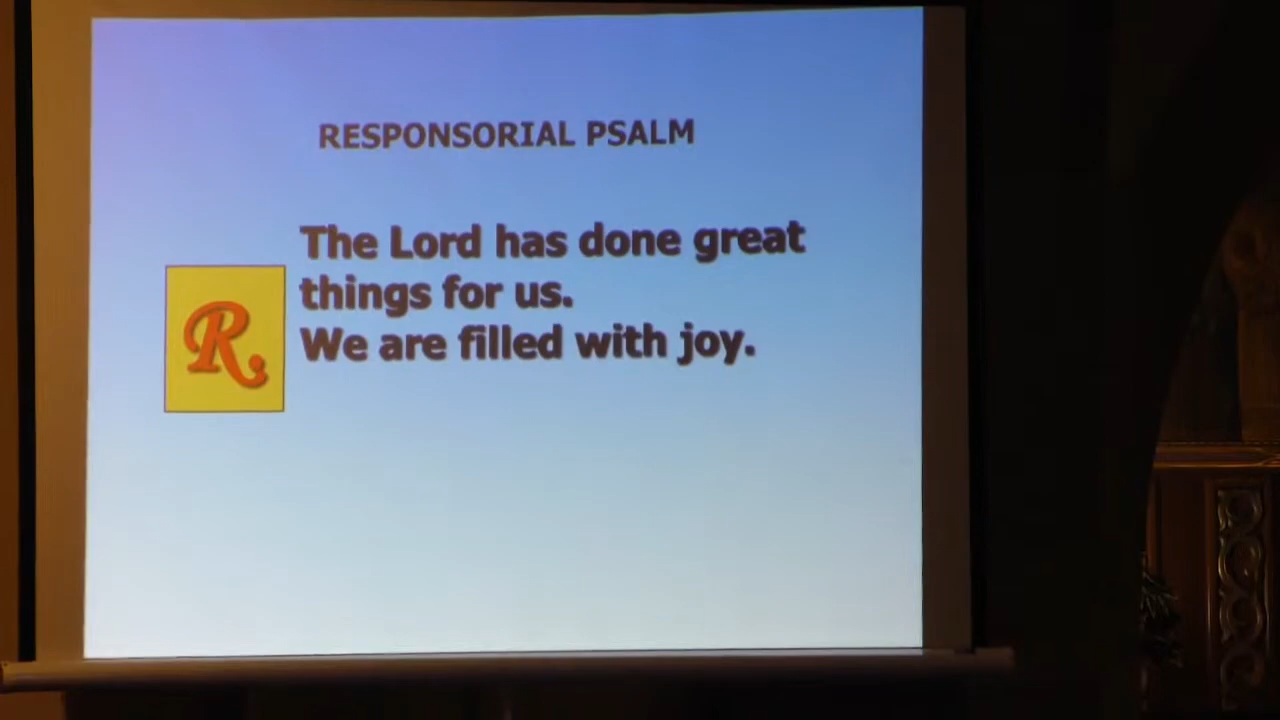 RESPONSORIAL PSALM
The Lord has done great
things for us.
R.
We are filled with joy.